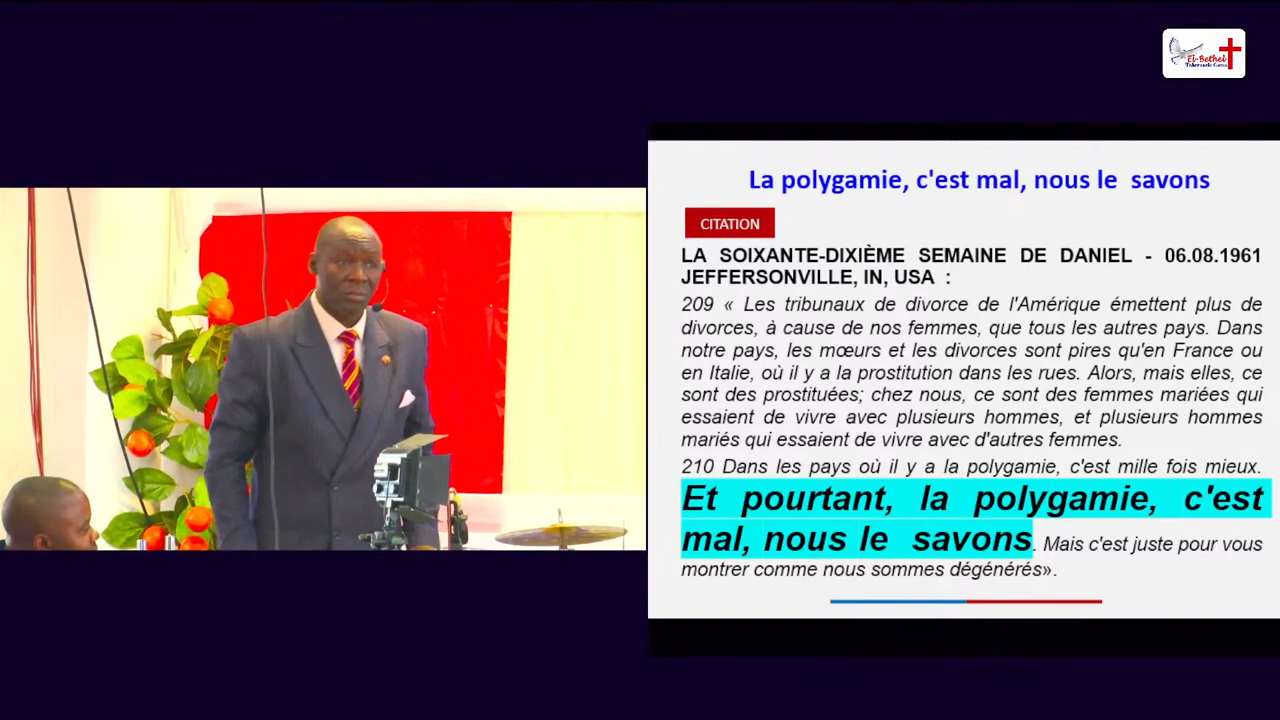 El-Bethel
La polygamie, c'est mal, nous le  savons
CITATION
LA SOIXANTE-DIXIÈME SEMAINE DE DANIEL - 06.08.1961
JEFFERSONVILLE, IN, USA  :
209 « Les tribunaux de divorce de l'Amérique émettent plus de
divorces, à cause de nos femmes, que tous les autres pays. Dans
notre pays, les mœurs et les divorces sont pires qu'en France ou
en Italie, où il y a la prostitution dans les rues. Alors, mais elles, ce
sont des prostituées; chez nous, ce sont des femmes mariées qui
essaient de vivre avec plusieurs hommes, et plusieurs hommes
mariés qui essaient de vivre avec d'autres femmes.
210 Dans les pays où il y a la polygamie, c'est mille fois mieux.
Et pourtant, la polygamie, c'est
mal, nous le  savons. Mais c'est juste pour vous
montrer comme nous sommes dégénérés».